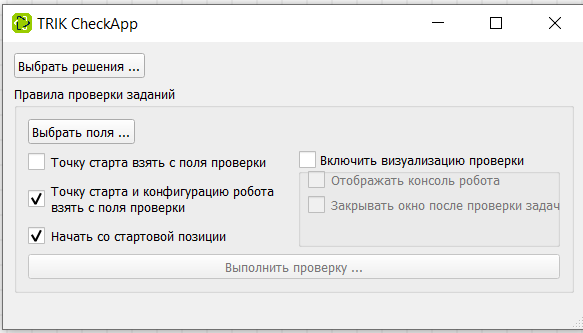 TRIK CheckApp
Выбрать решения ...
Правила проверки заданий
Выбрать поля ...
Точку старта взять с поля проверки
Точку старта и конфигурацию робота
взять с поля проверки
Начать со стартовой позиции
Включить визуализацию проверки
Отображать консоль робота
Закрывать окно после проверки задач
Выполнить проверку ...